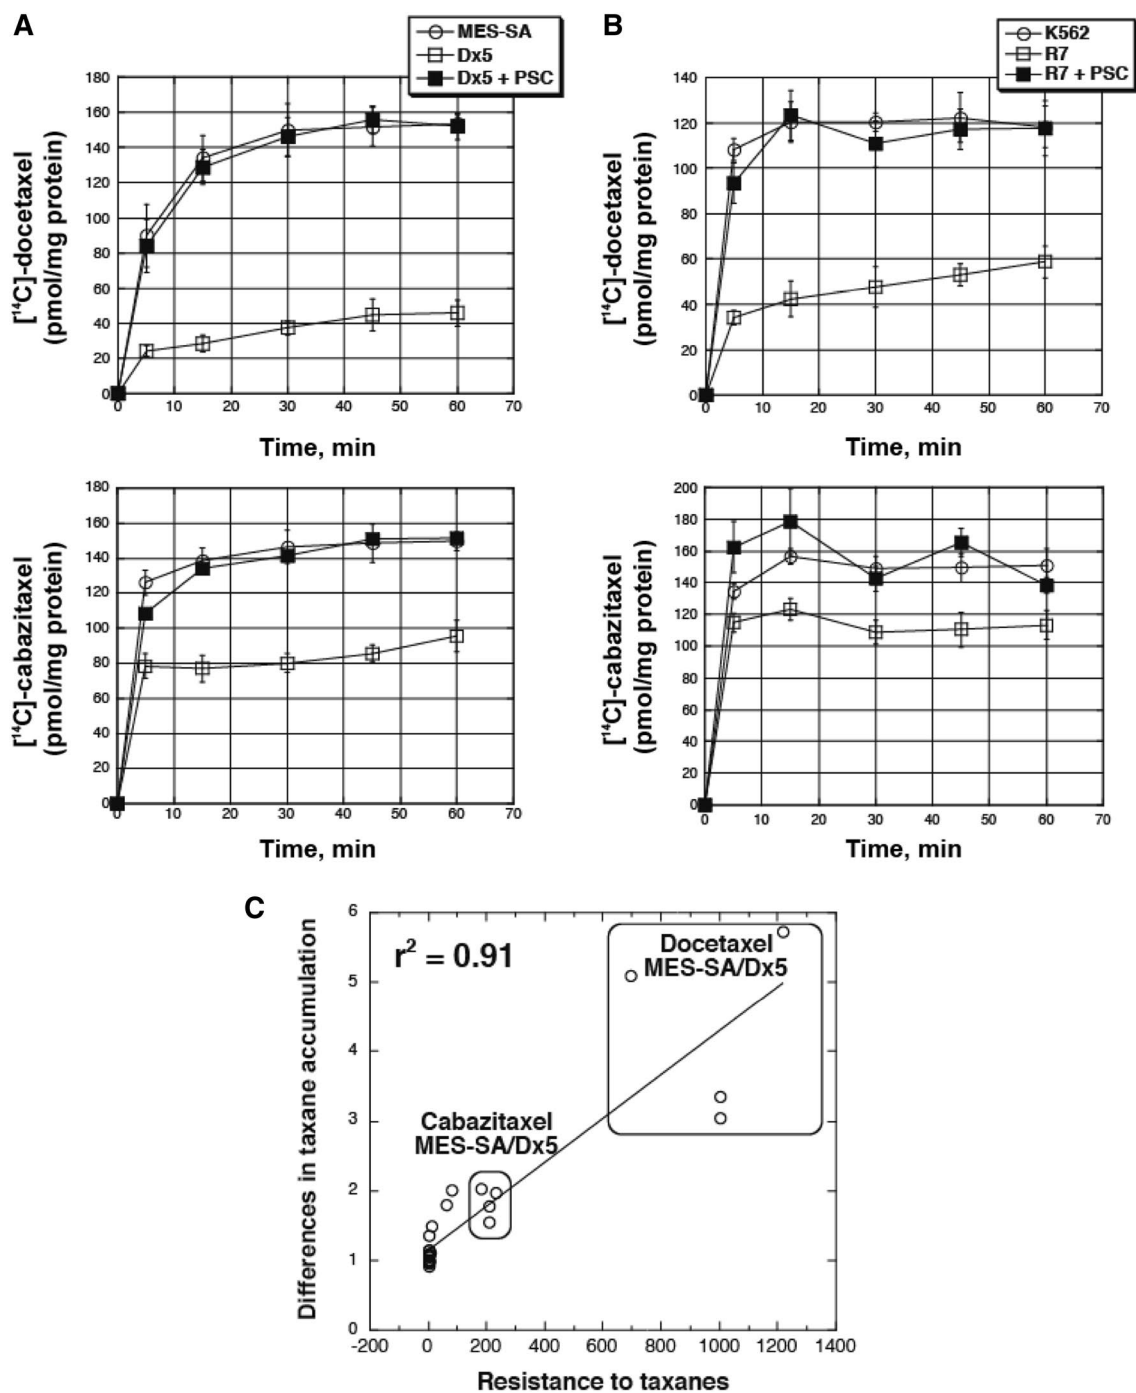 A
MES-SA
Dx5
Dx5 + PSC
180
160
140
120
100
80
60
40
20
0
[¹⁴C]-docetaxel
(pmol/mg protein)
0 10 20 30 40 50 60 70
Time, min
B
K562
R7
R7 + PSC
140
120
100
80
60
40
20
0
[¹⁴C]-docetaxel
(pmol/mg protein)
0 10 20 30 40 50 60 70
Time, min
180
160
140
120
100
80
60
40
20
0
[¹⁴C]-cabazitaxel
(pmol/mg protein)
0 10 20 30 40 50 60 70
Time, min
200
180
160
140
120
100
80
60
40
20
0
[¹⁴C]-cabazitaxel
(pmol/mg protein)
0 10 20 30 40 50 60 70
Time, min
C
6
5
4
3
2
1
0
Differences in taxane accumulation
r² = 0.91
Docetaxel
MES-SA/Dx5
Cabazitaxel
MES-SA/Dx5
-200 0 200 400 600 800 1000 1200 1400
Resistance to taxanes